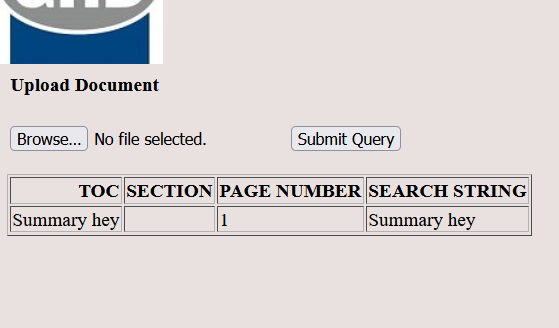 Upload Document
Browse... No file selected. Submit Query
TOC SECTION PAGE NUMBER SEARCH STRING
Summary hey 1 Summary hey